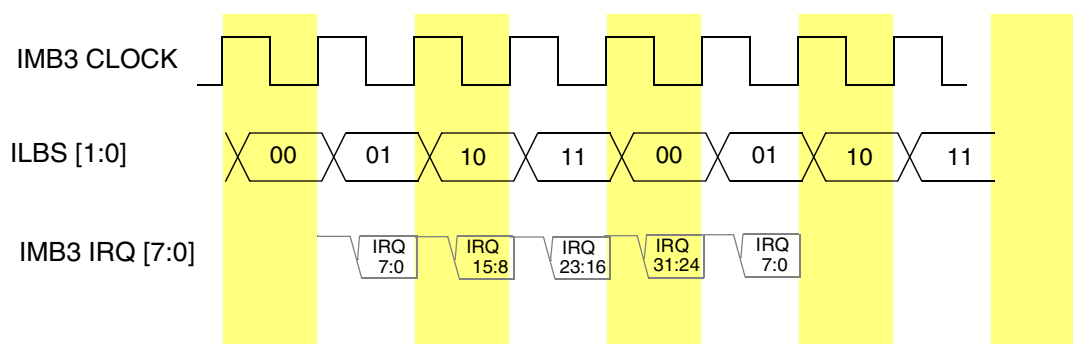 IMB3 CLOCK
ILBS [1:0] 00 01 10 11 00 01 10 11
IMB3 IRQ [7:0]
IRQ 7:0
IRQ 15:8
IRQ 23:16
IRQ 31:24
IRQ 7:0